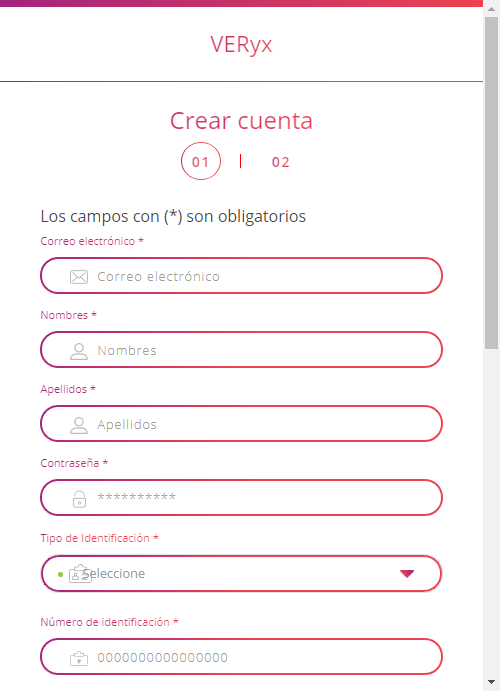 VERyx
Crear cuenta
01 | 02
Los campos con (*) son obligatorios
Correo electrónico *
Correo electrónico
Nombres *
Nombres
Apellidos *
Apellidos
Contraseña *
**********
Tipo de Identificación *
Seleccione
Número de identificación *
0000000000000000